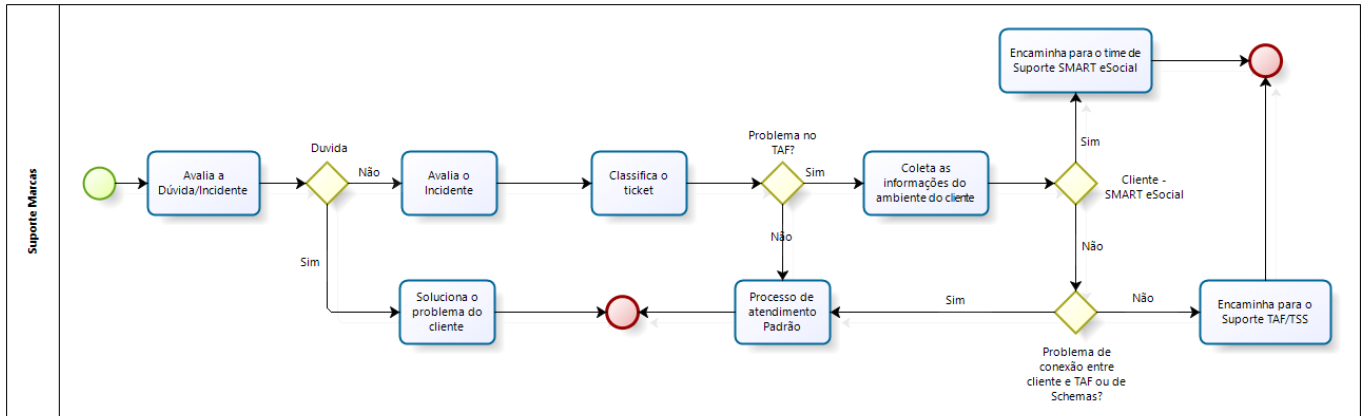 Suporte Marcas
Avalia a
Dúvida/Incidente
Duvida
Não
Sim
Avalia o
Incidente
Classifica o
ticket
Problema no
TAF?
Sim
Não
Coleta as
informações do
ambiente do cliente
Cliente -
SMART eSocial
Sim
Não
Encaminha para o time de
Suporte SMART eSocial
Soluciona o
problema do
cliente
Processo de
atendimento
Padrão
Sim
Não
Problema de
conexão entre
cliente e TAF ou de
Schemas?
Encaminha para o
Suporte TAF/TSS